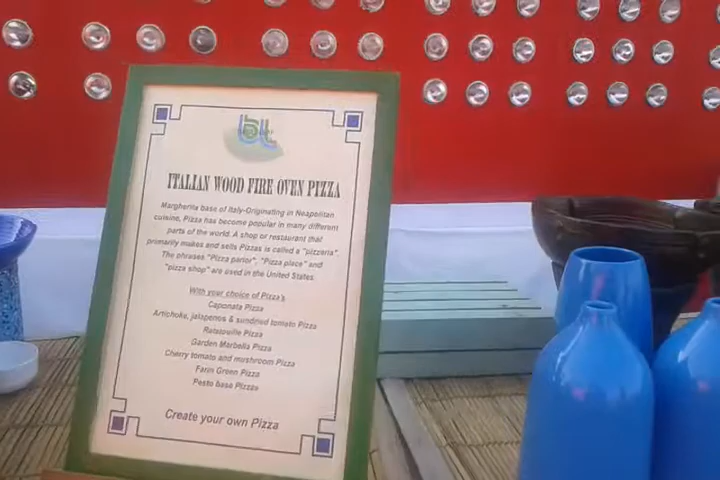 bL
ITALIAN WOOD FIRE OVEN PIZZA
Margherita base of Italy-Originating in Neapolitan
cuisine, Pizza has become popular in many different
parts of the world. A shop or restaurant that
primarily makes and sells Pizzas is called a "pizzeria".
The phrases "Pizza parlor", "Pizza place" and
"pizza shop" are used in the United States
With your choice of Pizza's
Caponata Pizza
Artichoke, jalapenos & sundried tomato Pizza
Ratatouille Pizza
Garden Marbella Pizza
Cherry tomato and mushroom Pizza
Farm Green Pizza
Pesto base Pizzza
Create your own Pizza